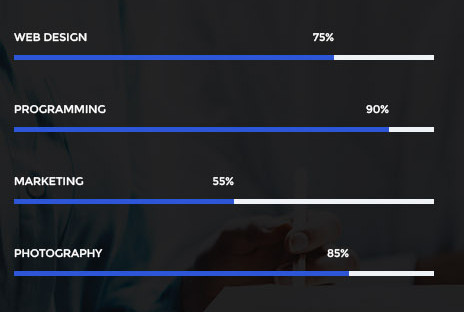 WEB DESIGN 75%
PROGRAMMING 90%
MARKETING 55%
PHOTOGRAPHY 85%